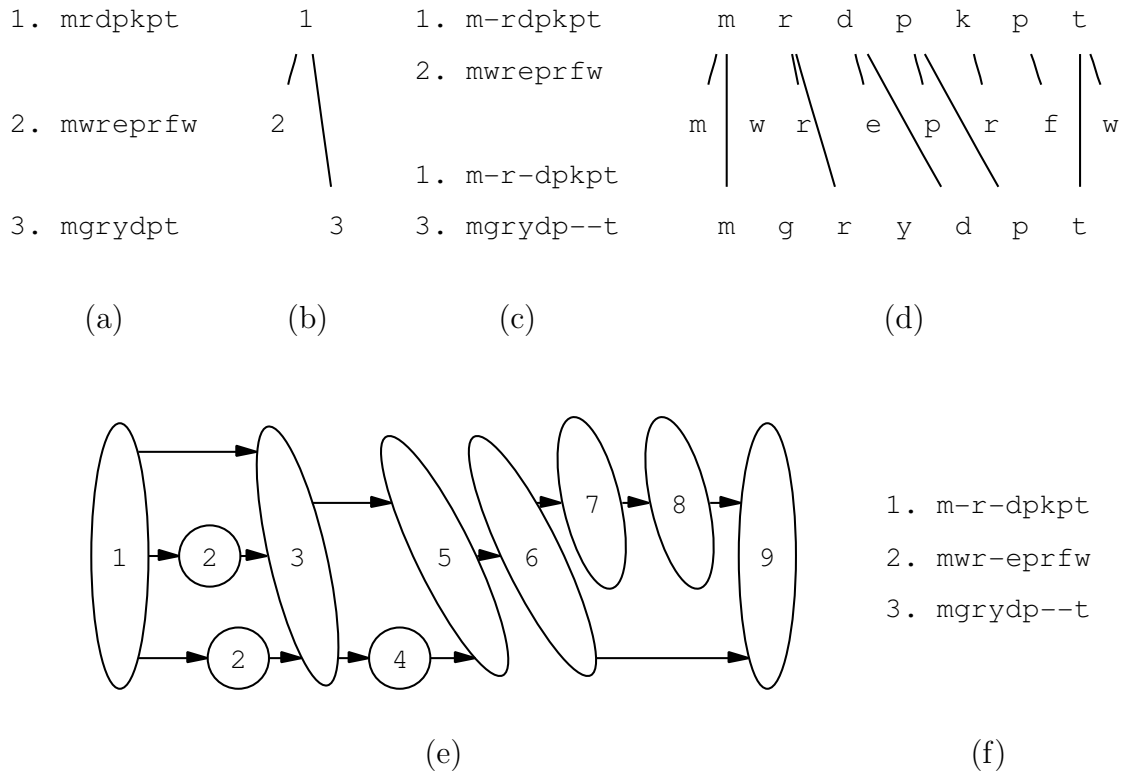 1. mrdpkpt
2. mwreprfw
3. mgrydpt
(a)
1
2
3
(b)
1. m-rdpkpt
2. mwreprfw
1. m-r-dpkpt
3. mgrydp--t
(c)
m r d p k p t
m w r e p r f w
m g r y d p t
(d)
1 2 3 5 6 7 8 9
2 4
(e)
1. m-r-dpkpt
2. mwr-eprfw
3. mgrydp--t
(f)